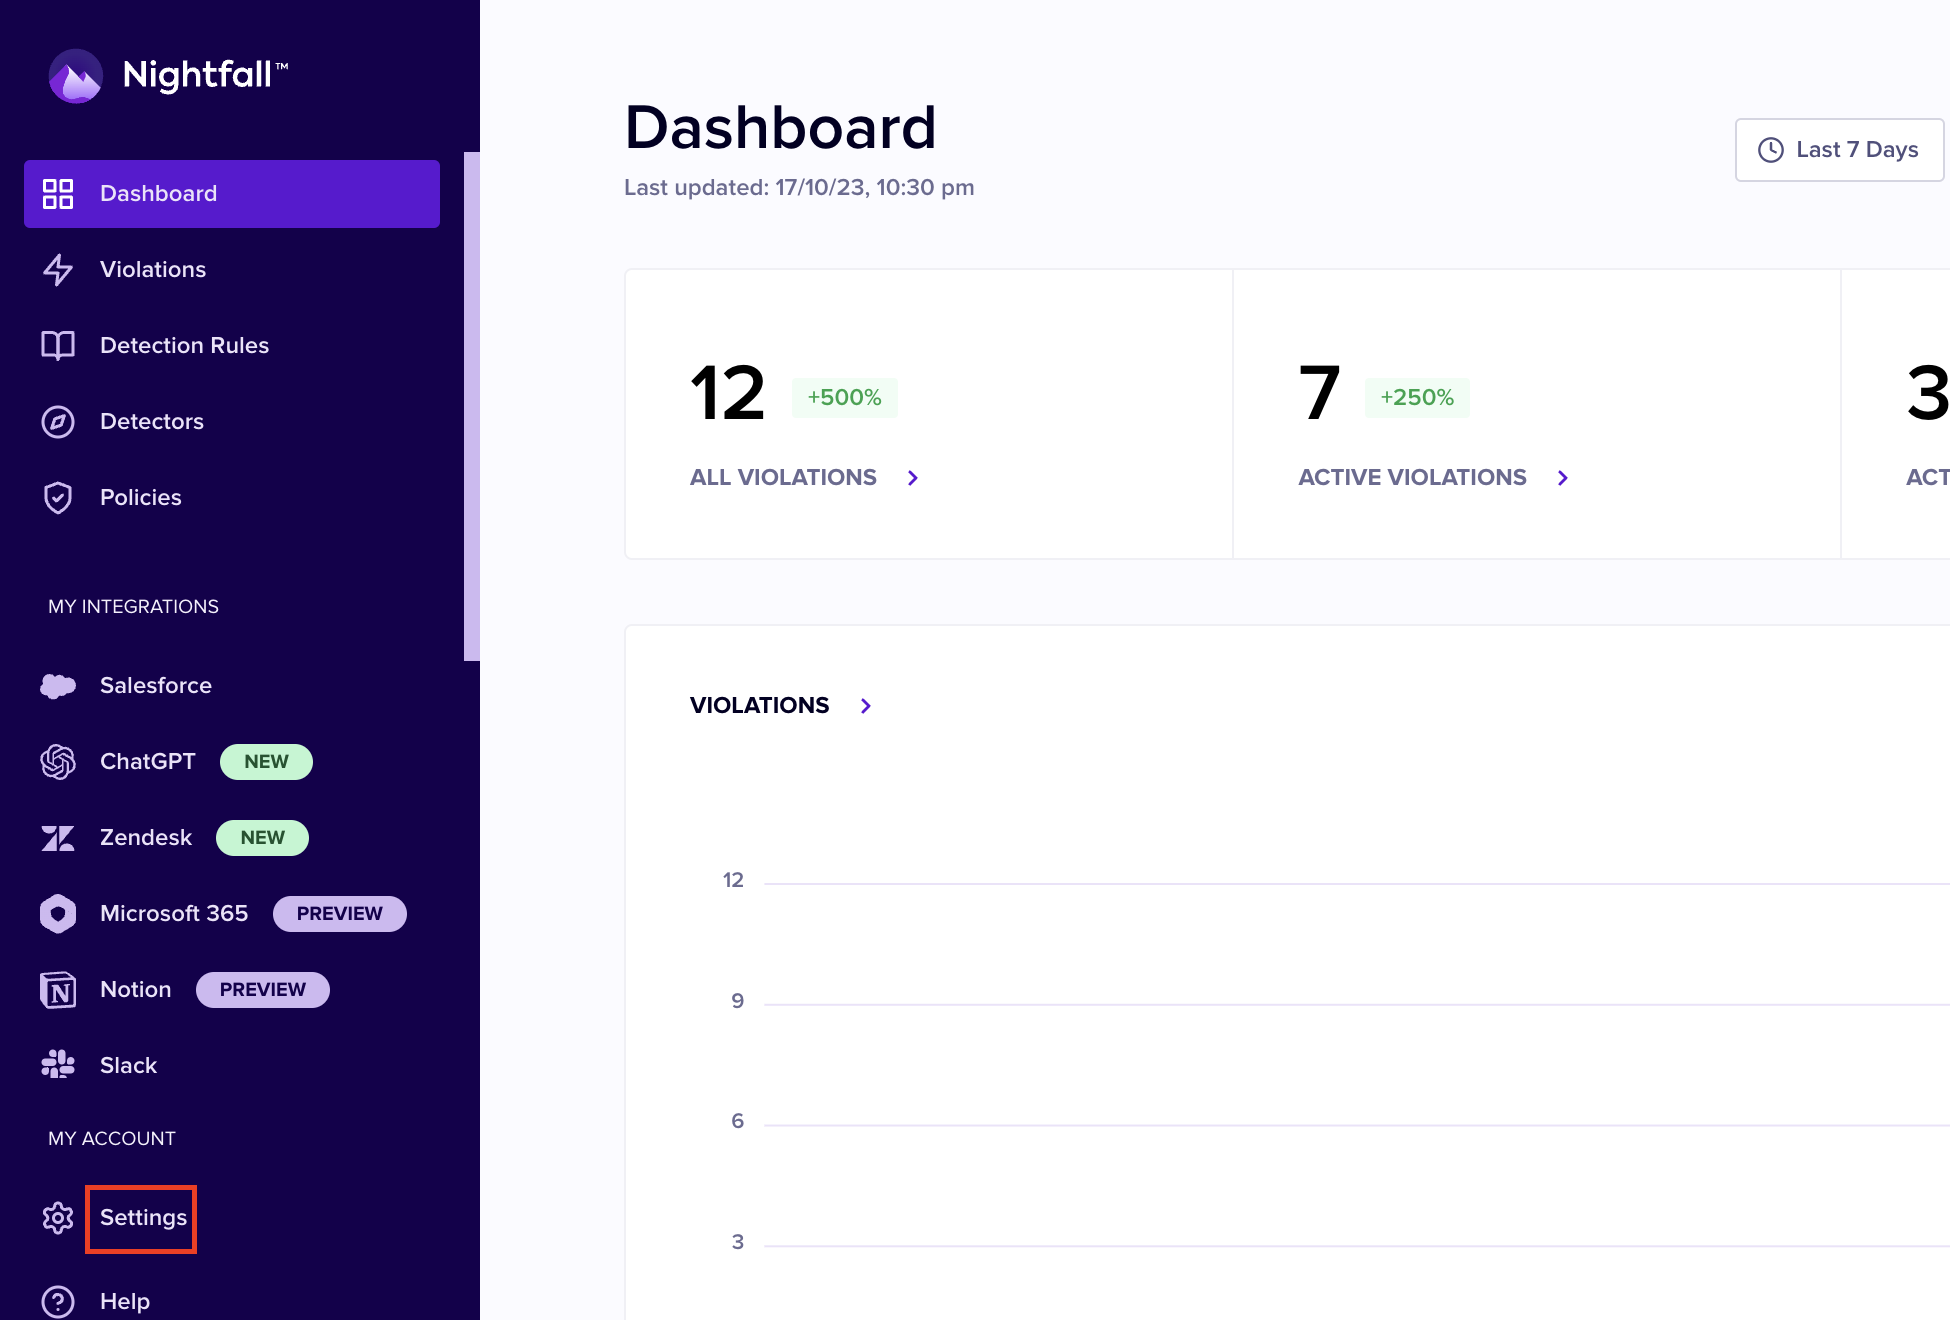 Nightfall™
Dashboard
Violations
Detection Rules
Detectors
Policies
MY INTEGRATIONS
Salesforce
ChatGPT NEW
Zendesk NEW
Microsoft 365 PREVIEW
Notion PREVIEW
Slack
MY ACCOUNT
Settings
Help
Dashboard
Last updated: 17/10/23, 10:30 pm
Last 7 Days
12 +500%
ALL VIOLATIONS
7 +250%
ACTIVE VIOLATIONS
3
ACT
VIOLATIONS
12
9
6
3